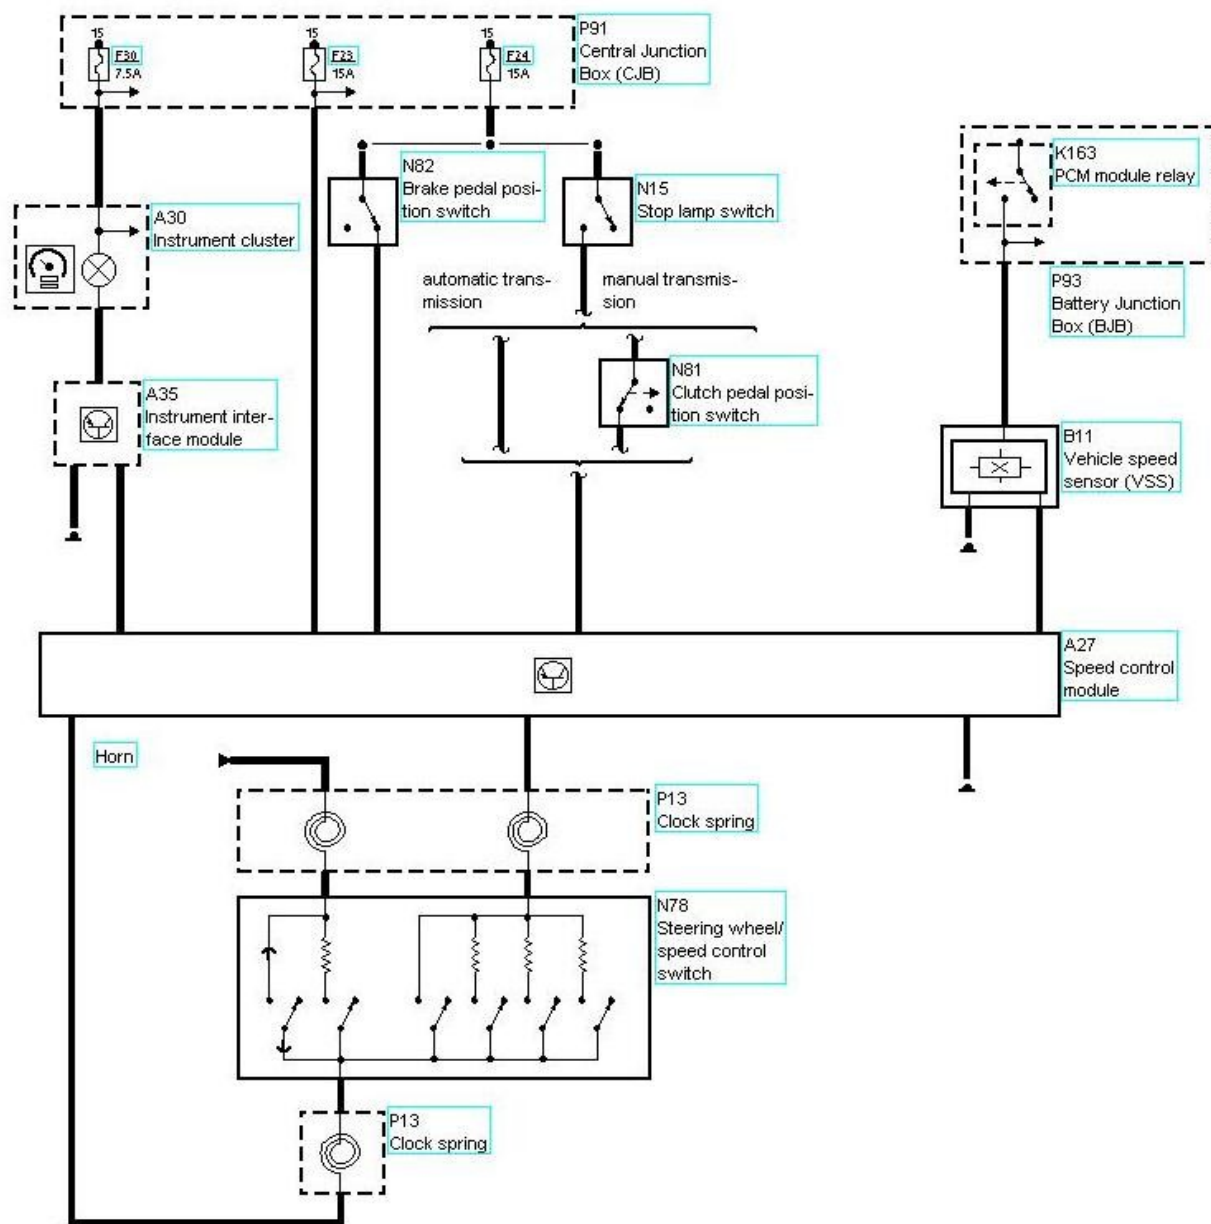 15
F30
7.5A
15
F23
15A
15
F24
15A
P91
Central Junction
Box (CJB)
N82
Brake pedal posi-
tion switch
N15
Stop lamp switch
K163
PCM module relay
A30
Instrument cluster
automatic trans-
mission
manual transmis-
sion
P93
Battery Junction
Box (BJB)
N81
Clutch pedal posi-
tion switch
A35
Instrument inter-
face module
B11
Vehicle speed
sensor (VSS)
A27
Speed control
module
Horn
P13
Clock spring
N78
Steering wheel/
speed control
switch
P13
Clock spring